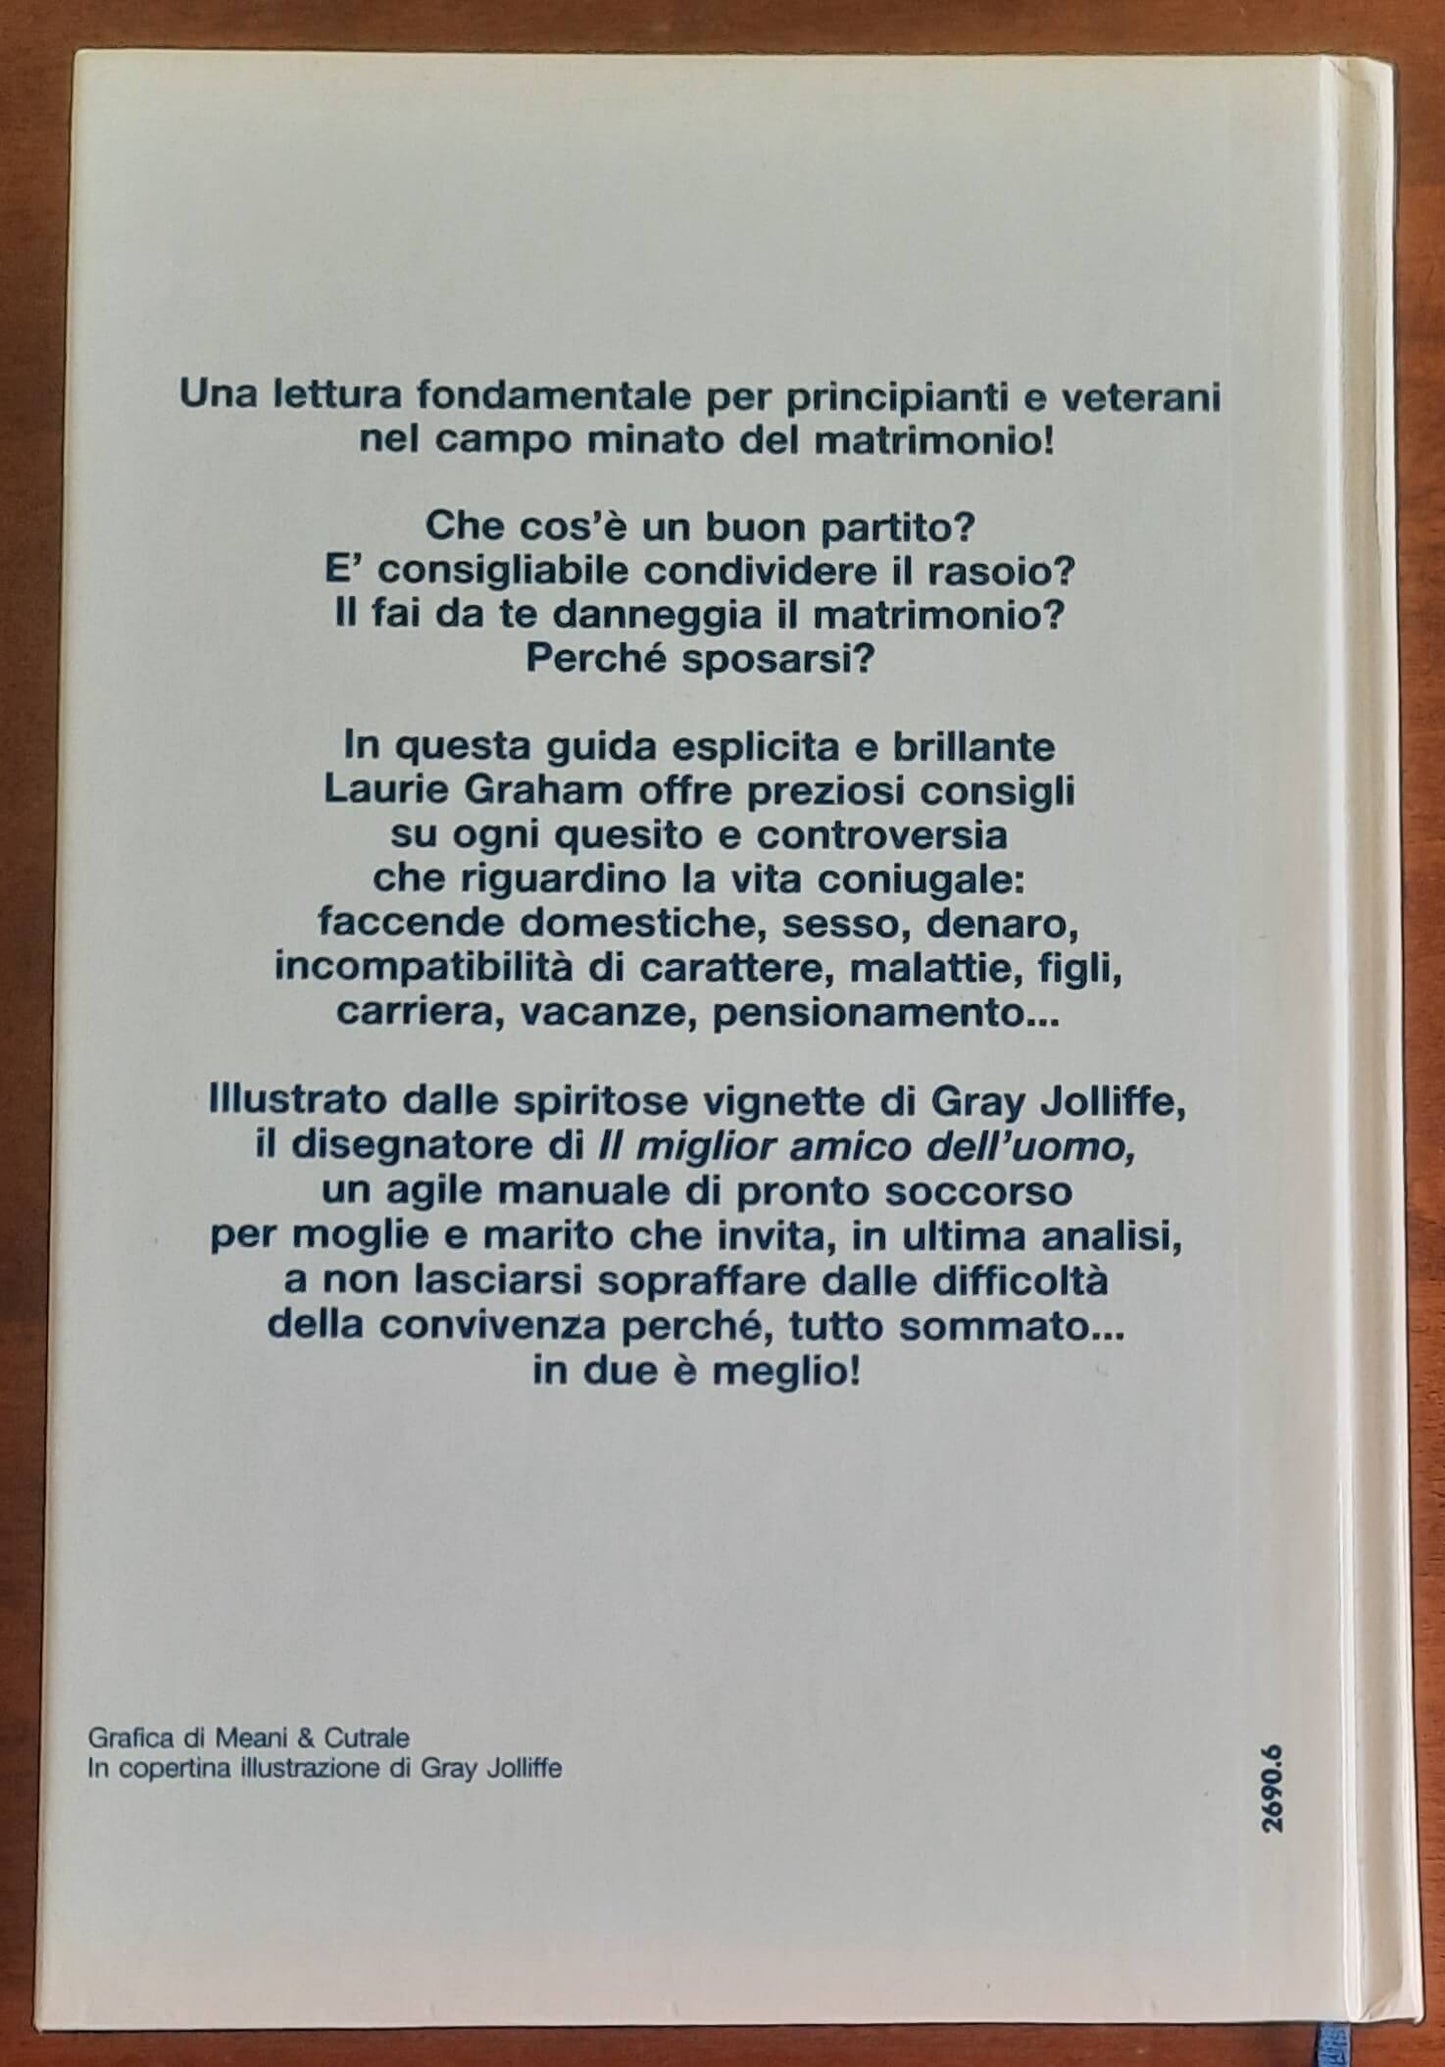 Una lettura fondamentale per principianti e veterani
nel campo minato del matrimonio!
Che cos'è un buon partito?
E' consigliabile condividere il rasoio?
Il fai da te danneggia il matrimonio?
Perché sposarsi?
In questa guida esplicita e brillante
Laurie Graham offre preziosi consigli
su ogni quesito e controversia
che riguardino la vita coniugale:
faccende domestiche, sesso, denaro,
incompatibilità di carattere, malattie, figli,
carriera, vacanze, pensionamento...
Illustrato dalle spiritose vignette di Gray Jolliffe,
il disegnatore di Il miglior amico dell'uomo,
un agile manuale di pronto soccorso
per moglie e marito che invita, in ultima analisi,
a non lasciarsi sopraffare dalle difficoltà
della convivenza perché, tutto sommato...
in due è meglio!
Grafica di Meani & Cutrale
In copertina illustrazione di Gray Jolliffe
2690.6